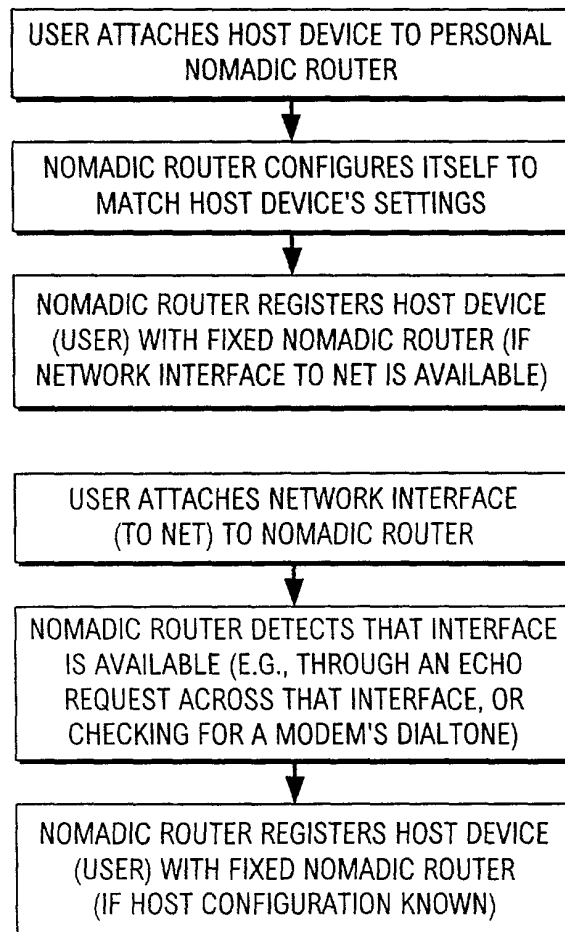 USER ATTACHES HOST DEVICE TO PERSONAL
NOMADIC ROUTER
NOMADIC ROUTER CONFIGURES ITSELF TO
MATCH HOST DEVICE'S SETTINGS
NOMADIC ROUTER REGISTERS HOST DEVICE
(USER) WITH FIXED NOMADIC ROUTER (IF
NETWORK INTERFACE TO NET IS AVAILABLE)
USER ATTACHES NETWORK INTERFACE
(TO NET) TO NOMADIC ROUTER
NOMADIC ROUTER DETECTS THAT INTERFACE
IS AVAILABLE (E.G., THROUGH AN ECHO
REQUEST ACROSS THAT INTERFACE, OR
CHECKING FOR A MODEM'S DIALTONE)
NOMADIC ROUTER REGISTERS HOST DEVICE
(USER) WITH FIXED NOMADIC ROUTER
(IF HOST CONFIGURATION KNOWN)